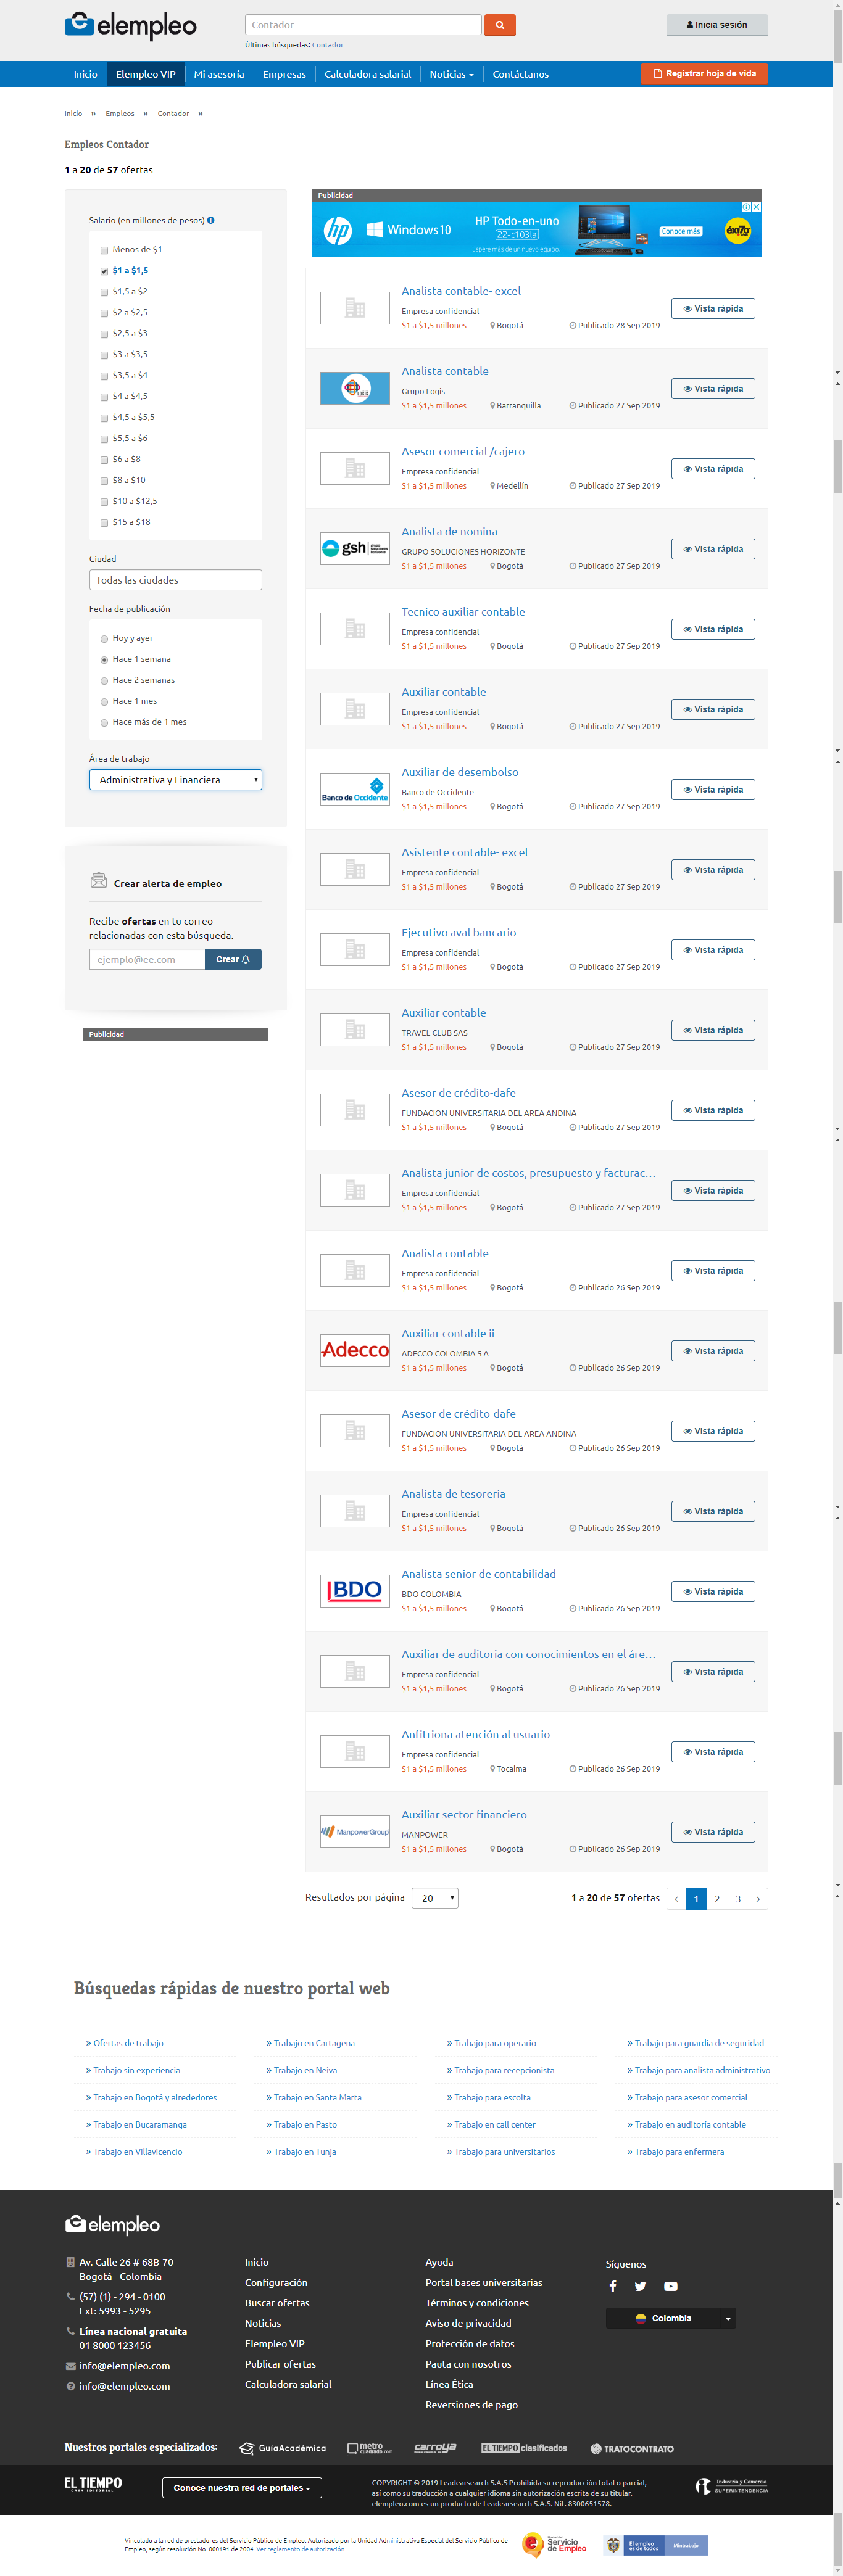 elempleo
Contador
Últimas búsquedas: Contador
Inicia sesión
Inicio
Elempleo VIP
Mi asesoría
Empresas
Calculadora salarial
Noticias
Contáctanos
Registrar hoja de vida
Inicio » Empleos » Contador »
Empleos Contador
1 a 20 de 57 ofertas
Salario (en millones de pesos)
Menos de $1
$1 a $1,5
$1,5 a $2
$2 a $2,5
$2,5 a $3
$3 a $3,5
$3,5 a $4
$4 a $4,5
$4,5 a $5,5
$5,5 a $6
$6 a $8
$8 a $10
$10 a $12,5
$15 a $18
Ciudad
Todas las ciudades
Fecha de publicación
Hoy y ayer
Hace 1 semana
Hace 2 semanas
Hace 1 mes
Hace más de 1 mes
Área de trabajo
Administrativa y Financiera
Crear alerta de empleo
Recibe ofertas en tu correo
relacionadas con esta búsqueda.
ejemplo@ee.com Crear
Publicidad
Publicidad
hp Windows10 HP Todo-en-uno
22-c103la
Espere más de un nuevo equipo.
Conoce más
éxito
Analista contable- excel
Empresa confidencial
$1 a $1,5 millones Bogotá Publicado 28 Sep 2019
Vista rápida
Analista contable
Grupo Logis
$1 a $1,5 millones Barranquilla Publicado 27 Sep 2019
Vista rápida
Asesor comercial /cajero
Empresa confidencial
$1 a $1,5 millones Medellín Publicado 27 Sep 2019
Vista rápida
gsh
Analista de nomina
GRUPO SOLUCIONES HORIZONTE
$1 a $1,5 millones Bogotá Publicado 27 Sep 2019
Vista rápida
Tecnico auxiliar contable
Empresa confidencial
$1 a $1,5 millones Bogotá Publicado 27 Sep 2019
Vista rápida
Auxiliar contable
Empresa confidencial
$1 a $1,5 millones Bogotá Publicado 27 Sep 2019
Vista rápida
Banco de Occidente
Auxiliar de desembolso
Banco de Occidente
$1 a $1,5 millones Bogotá Publicado 27 Sep 2019
Vista rápida
Asistente contable- excel
Empresa confidencial
$1 a $1,5 millones Bogotá Publicado 27 Sep 2019
Vista rápida
Ejecutivo aval bancario
Empresa confidencial
$1 a $1,5 millones Bogotá Publicado 27 Sep 2019
Vista rápida
Auxiliar contable
TRAVEL CLUB SAS
$1 a $1,5 millones Bogotá Publicado 27 Sep 2019
Vista rápida
Asesor de crédito-dafe
FUNDACION UNIVERSITARIA DEL AREA ANDINA
$1 a $1,5 millones Bogotá Publicado 27 Sep 2019
Vista rápida
Analista junior de costos, presupuesto y facturac...
Empresa confidencial
$1 a $1,5 millones Bogotá Publicado 27 Sep 2019
Vista rápida
Analista contable
Empresa confidencial
$1 a $1,5 millones Bogotá Publicado 26 Sep 2019
Vista rápida
Adecco
Auxiliar contable ii
ADECCO COLOMBIA S A
$1 a $1,5 millones Bogotá Publicado 26 Sep 2019
Vista rápida
Asesor de crédito-dafe
FUNDACION UNIVERSITARIA DEL AREA ANDINA
$1 a $1,5 millones Bogotá Publicado 26 Sep 2019
Vista rápida
Analista de tesoreria
Empresa confidencial
$1 a $1,5 millones Bogotá Publicado 26 Sep 2019
Vista rápida
BDO
Analista senior de contabilidad
BDO COLOMBIA
$1 a $1,5 millones Bogotá Publicado 26 Sep 2019
Vista rápida
Auxiliar de auditoria con conocimientos en el áre...
Empresa confidencial
$1 a $1,5 millones Bogotá Publicado 26 Sep 2019
Vista rápida
Anfitriona atención al usuario
Empresa confidencial
$1 a $1,5 millones Tocaima Publicado 26 Sep 2019
Vista rápida
ManpowerGroup
Auxiliar sector financiero
MANPOWER
$1 a $1,5 millones Bogotá Publicado 26 Sep 2019
Vista rápida
Resultados por página 20
1 a 20 de 57 ofertas ‹ 1 2 3 ›
Búsquedas rápidas de nuestro portal web
» Ofertas de trabajo
» Trabajo en Cartagena
» Trabajo para operario
» Trabajo para guardia de seguridad
» Trabajo sin experiencia
» Trabajo en Neiva
» Trabajo para recepcionista
» Trabajo para analista administrativo
» Trabajo en Bogotá y alrededores
» Trabajo en Santa Marta
» Trabajo para escolta
» Trabajo para asesor comercial
» Trabajo en Bucaramanga
» Trabajo en Pasto
» Trabajo en call center
» Trabajo en auditoría contable
» Trabajo en Villavicencio
» Trabajo en Tunja
» Trabajo para universitarios
» Trabajo para enfermera
elempleo
Av. Calle 26 # 68B-70
Bogotá - Colombia
(57) (1) - 294 - 0100
Ext: 5993 - 5295
Línea nacional gratuita
01 8000 123456
info@elempleo.com
info@elempleo.com
Inicio
Configuración
Buscar ofertas
Noticias
Elempleo VIP
Publicar ofertas
Calculadora salarial
Ayuda
Portal bases universitarias
Términos y condiciones
Aviso de privacidad
Protección de datos
Pauta con nosotros
Línea Ética
Reversiones de pago
Síguenos
Colombia
Nuestros portales especializados:
GuíaAcadémica
metro cuadrado.com
carroya
EL TIEMPO clasificados
TRATOCONTRATO
EL TIEMPO
CASA EDITORIAL
Conoce nuestra red de portales
COPYRIGHT © 2019 Leadearsearch S.A.S Prohibida su reproducción total o parcial,
así como su traducción a cualquier idioma sin autorización escrita de su titular.
elempleo.com es un producto de Leadearsearch S.A.S. Nit. 8300651578.
Industria y Comercio
SUPERINTENDENCIA
Vinculado a la red de prestadores del Servicio Público de Empleo. Autorizado por la Unidad Administrativa Especial del Servicio Público de
Empleo, según resolución No. 000191 de 2004. Ver reglamento de autorización.
Servicio
de Empleo
El empleo
es de todos
Mintrabajo